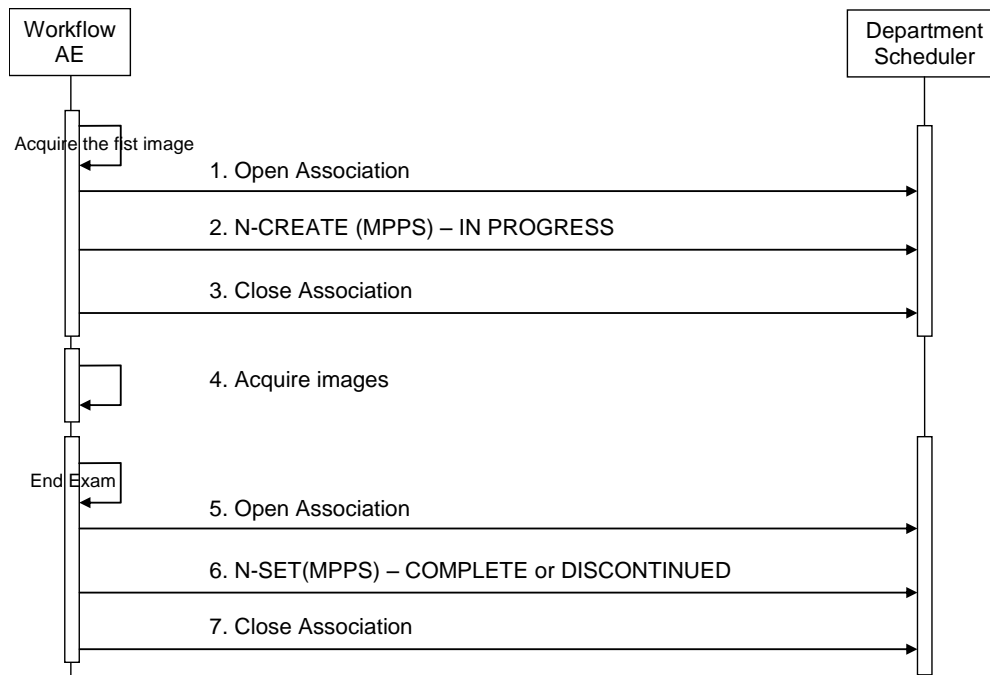 Workflow
AE
Department
Scheduler
Acquire the fist image
1. Open Association
2. N-CREATE (MPPS) – IN PROGRESS
3. Close Association
4. Acquire images
End Exam
5. Open Association
6. N-SET(MPPS) – COMPLETE or DISCONTINUED
7. Close Association